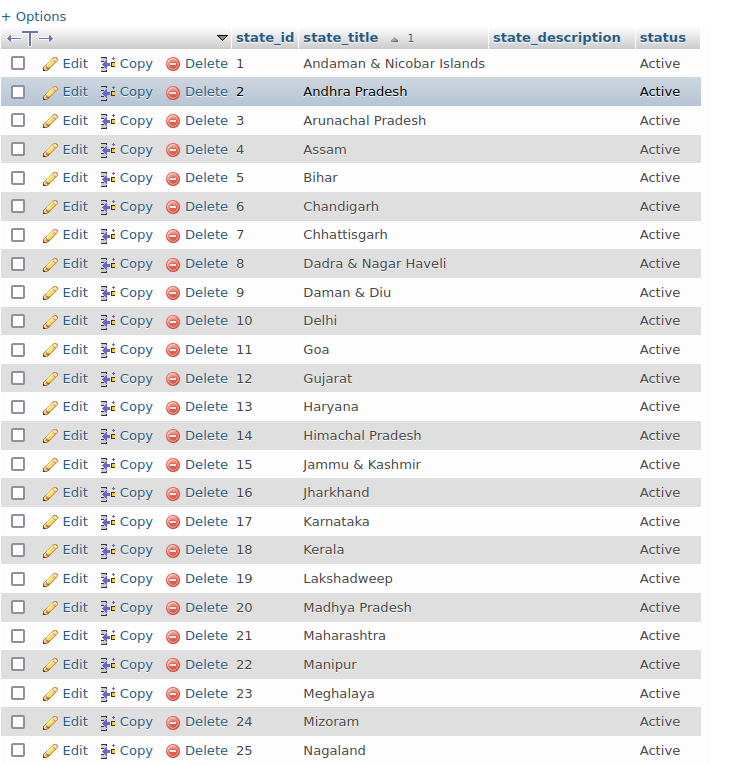 + Options
←T→ state_id state_title 1 state_description status
Edit Copy Delete 1 Andaman & Nicobar Islands Active
Edit Copy Delete 2 Andhra Pradesh Active
Edit Copy Delete 3 Arunachal Pradesh Active
Edit Copy Delete 4 Assam Active
Edit Copy Delete 5 Bihar Active
Edit Copy Delete 6 Chandigarh Active
Edit Copy Delete 7 Chhattisgarh Active
Edit Copy Delete 8 Dadra & Nagar Haveli Active
Edit Copy Delete 9 Daman & Diu Active
Edit Copy Delete 10 Delhi Active
Edit Copy Delete 11 Goa Active
Edit Copy Delete 12 Gujarat Active
Edit Copy Delete 13 Haryana Active
Edit Copy Delete 14 Himachal Pradesh Active
Edit Copy Delete 15 Jammu & Kashmir Active
Edit Copy Delete 16 Jharkhand Active
Edit Copy Delete 17 Karnataka Active
Edit Copy Delete 18 Kerala Active
Edit Copy Delete 19 Lakshadweep Active
Edit Copy Delete 20 Madhya Pradesh Active
Edit Copy Delete 21 Maharashtra Active
Edit Copy Delete 22 Manipur Active
Edit Copy Delete 23 Meghalaya Active
Edit Copy Delete 24 Mizoram Active
Edit Copy Delete 25 Nagaland Active